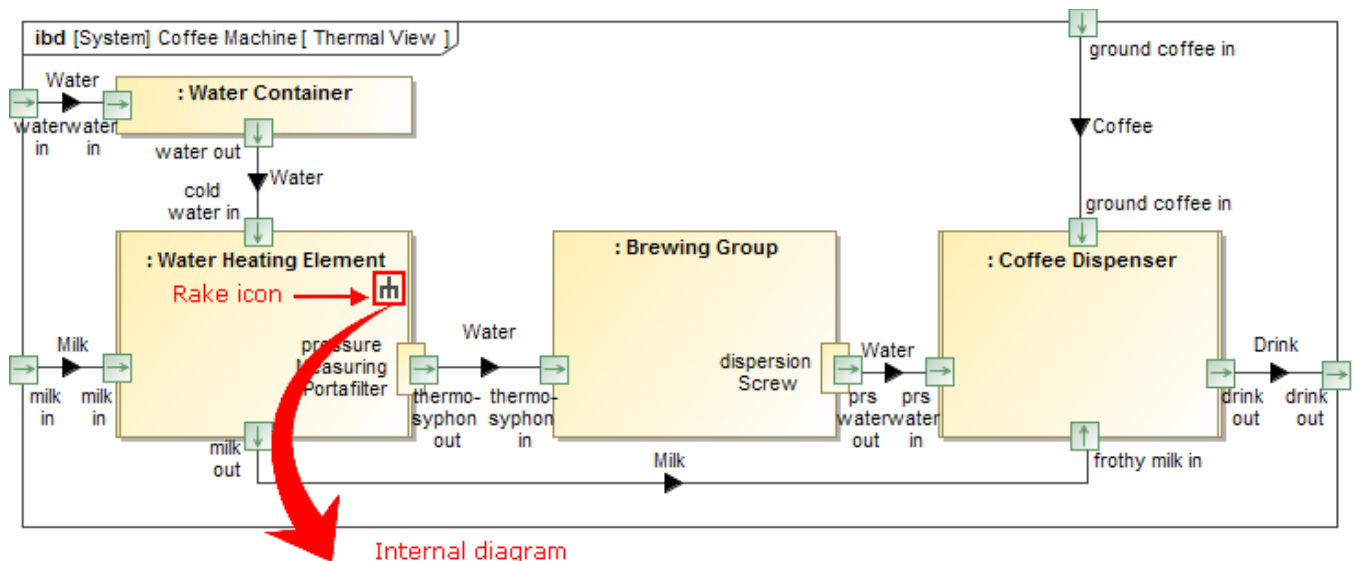 ibd [System] Coffee Machine [ Thermal View ]
ground coffee in
Water
: Water Container
water
in
water
in
water out
Coffee
Water
cold
water in
ground coffee in
: Water Heating Element
: Brewing Group
: Coffee Dispenser
Rake icon
Milk
milk
in
milk
in
pressure
Measuring
Portafilter
Water
thermo-
syphon
out
thermo-
syphon
in
dispersion
Screw
Water
prs
water
out
prs
water
in
Drink
drink
out
drink
out
milk
out
Milk
frothy milk in
Internal diagram